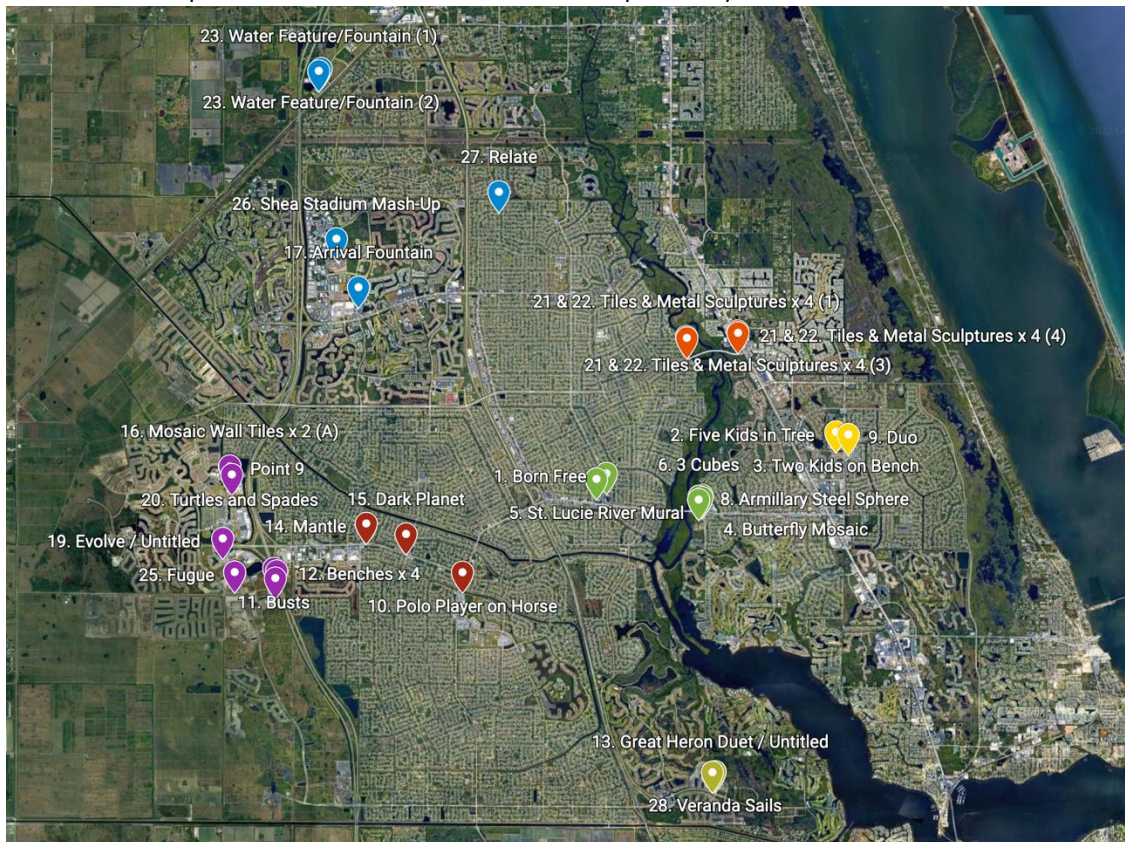 23. Water Feature/Fountain (1)
23. Water Feature/Fountain (2)
27. Relate
26. Shea Stadium Mash-Up
17. Arrival Fountain
21 & 22. Tiles & Metal Sculptures x 4 (1)
21 & 22. Tiles & Metal Sculptures x 4 (4)
21 & 22. Tiles & Metal Sculptures x 4 (3)
16. Mosaic Wall Tiles x 2 (A)
2. Five Kids in Tree
9. Duo
Point 9
1. Born Free
6. 3 Cubes
3. Two Kids on Bench
20. Turtles and Spades
15. Dark Planet
8. Armillary Steel Sphere
5. St. Lucie River Mural
14. Mantle
4. Butterfly Mosaic
19. Evolve / Untitled
25. Fugue
12. Benches x 4
11. Busts
10. Polo Player on Horse
13. Great Heron Duet / Untitled
28. Veranda Sails